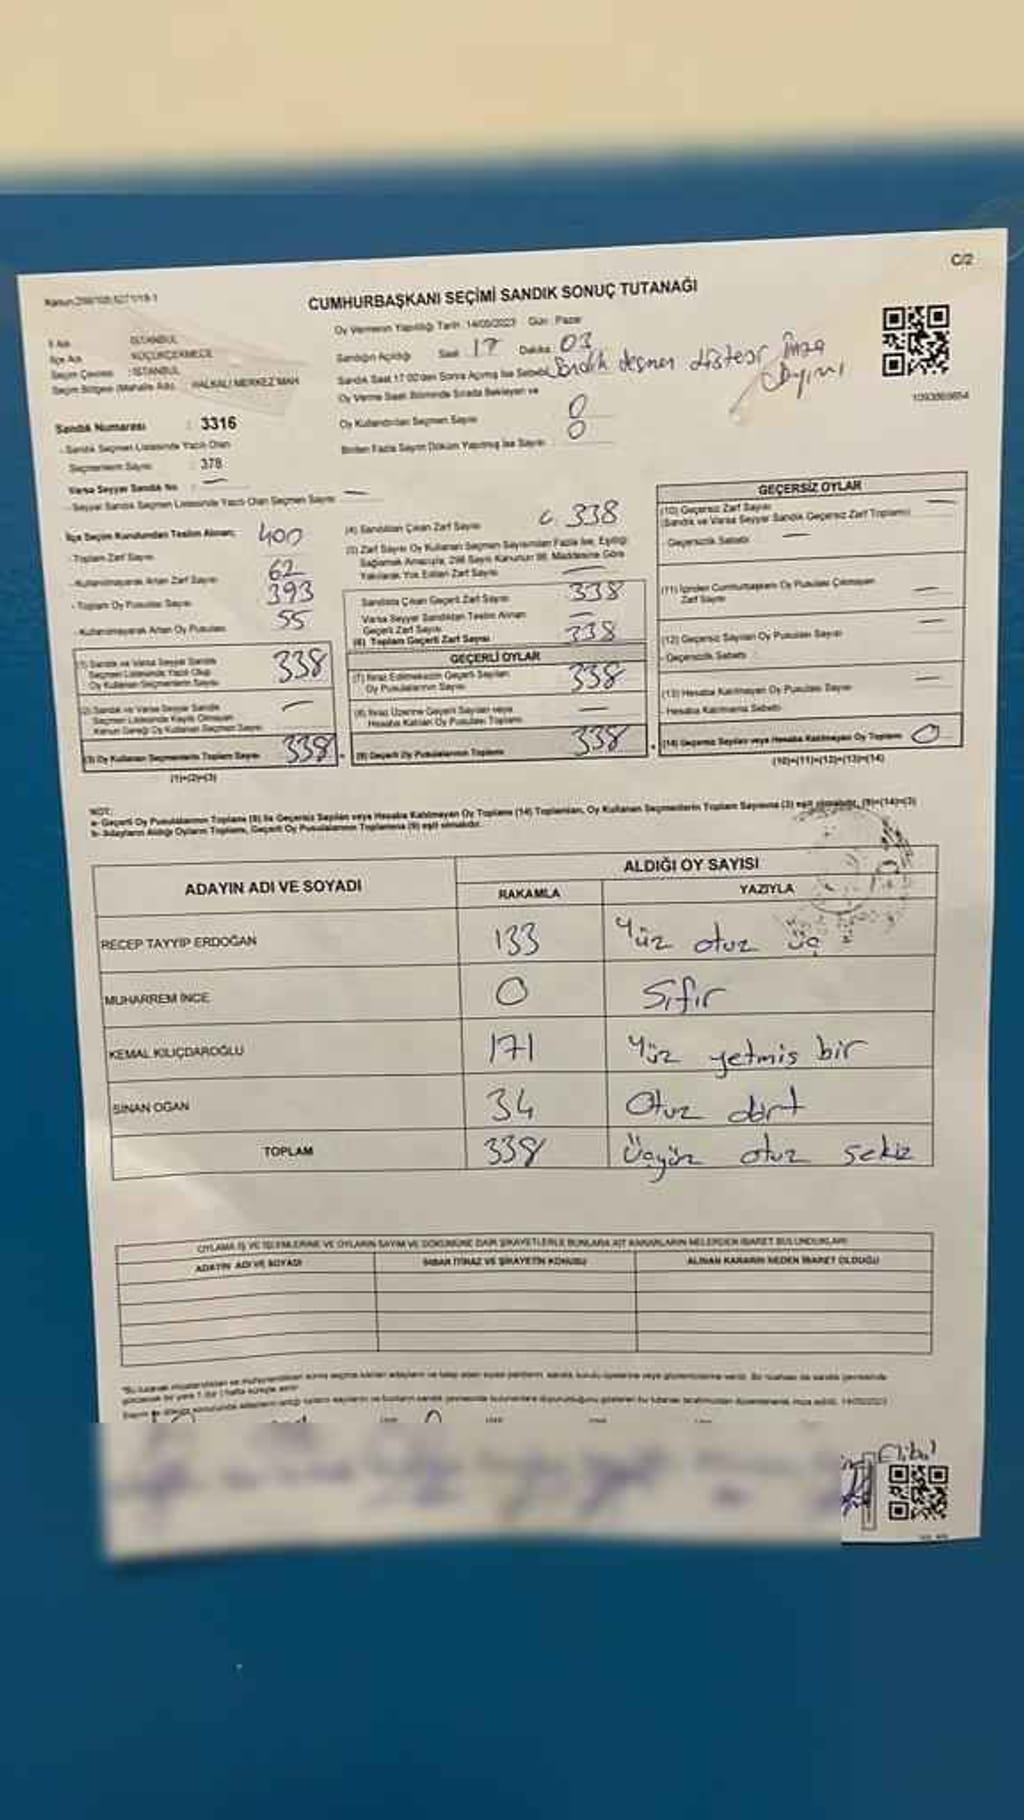 C/2
CUMHURBAŞKANI SEÇİMİ SANDIK SONUÇ TUTANAĞI
Oy Vermenin Yapıldığı Tarih: 14/05/2023 Gün: Pazar
İl Adı : İSTANBUL
İlçe Adı : KÜÇÜKÇEKMECE
Seçim Çevresi : İSTANBUL
Seçim Bölgesi (Mahalle Adı) : HALKALI MERKEZ MAH
Sandığın Açıldığı Saat: 17 Dakika: 03
Sandık Saat 17:00'den Sonra Açılmış İse Sebebi: Sandık listesi imza sayımı
Oy Verme Saati Bitiminde Sırada Bekleyen ve
Oy Kullandırılan Seçmen Sayısı 0
Birden Fazla Sayım Döküm Yapılmış İse Sayısı 0
Sandık Numarası : 3316
- Sandık Seçmen Listesinde Yazılı Olan
Seçmenlerin Sayısı : 378
Varsa Seyyar Sandık No : —
- Seyyar Sandık Seçmen Listesinde Yazılı Olan Seçmen Sayısı —
İlçe Seçim Kurulundan Teslim Alınan;
- Toplam Zarf Sayısı 400
- Kullanılmayarak Artan Zarf Sayısı 62
- Toplam Oy Pusulası Sayısı 393
- Kullanılmayarak Artan Oy Pusulası 55
(1) Sandık ve Varsa Seyyar Sandık
Seçmen Listesinde Yazılı Olup
Oy Kullanan Seçmenlerin Sayısı 338
(2) Sandık ve Varsa Seyyar Sandık
Seçmen Listesinde Kayıtlı Olmayan
Kanun Gereği Oy Kullanan Seçmen Sayısı —
(3) Oy Kullanan Seçmenlerin Toplam Sayısı 338
(1)+(2)=(3)
(4) Sandıktan Çıkan Zarf Sayısı 338
(5) Zarf Sayısı Oy Kullanan Seçmen Sayısından Fazla İse, Eşitliği
Sağlamak Amacıyla, 298 Sayılı Kanunun 98. Maddesine Göre
Yakılarak Yok Edilen Zarf Sayısı —
Sandıkta Çıkan Geçerli Zarf Sayısı 338
Varsa Seyyar Sandıktan Teslim Alınan
Geçerli Zarf Sayısı —
(6) Toplam Geçerli Zarf Sayısı 338
GEÇERLİ OYLAR
(7) İtiraz Edilmeksizin Geçerli Sayılan
Oy Pusulalarının Sayısı 338
(8) İtiraz Üzerine Geçerli Sayılan veya
Hesaba Katılan Oy Pusulası Toplamı —
(9) Geçerli Oy Pusulalarının Toplamı 338
GEÇERSİZ OYLAR
(10) Geçersiz Zarf Sayısı —
(Sandık ve Varsa Seyyar Sandık Geçersiz Zarf Toplamı)
- Geçersizlik Sebebi —
(11) İçinden Cumhurbaşkanı Oy Pusulası Çıkmayan
Zarf Sayısı —
(12) Geçersiz Sayılan Oy Pusulası Sayısı —
- Geçersizlik Sebebi
(13) Hesaba Katılmayan Oy Pusulası Sayısı —
Hesaba Katılmama Sebebi
(14) Geçersiz Sayılan veya Hesaba Katılmayan Oy Toplamı 0
(10)+(11)+(12)+(13)=(14)
NOT:
a- Geçerli Oy Pusulalarının Toplamı (9) ile Geçersiz Sayılan veya Hesaba Katılmayan Oy Toplamı (14) Toplamları, Oy Kullanan Seçmenlerin Toplam Sayısına (3) eşit olmalıdır. (9)+(14)=(3)
b- Adayların Aldığı Oyların Toplamı, Geçerli Oy Pusulalarının Toplamına (9) eşit olmalıdır.
ADAYIN ADI VE SOYADI ALDIĞI OY SAYISI
RAKAMLA YAZIYLA
RECEP TAYYİP ERDOĞAN 133 Yüz otuz üç
MUHARREM İNCE 0 Sıfır
KEMAL KILIÇDAROĞLU 171 Yüz yetmis bir
SİNAN OĞAN 34 Otuz dört
TOPLAM 338 Üçyüz otuz sekiz
OYLAMA İŞ VE İŞLEMLERİNE VE OYLARIN SAYIM VE DÖKÜMÜNE DAİR ŞİKAYETLERLE BUNLARA AİT KARARLARIN NELERDEN İBARET BULUNDUKLARI
ADAYIN ADI VE SOYADI İHBAR İTİRAZ VE ŞİKAYETİN KONUSU ALINAN KARARIN NEDEN İBARET OLDUĞU